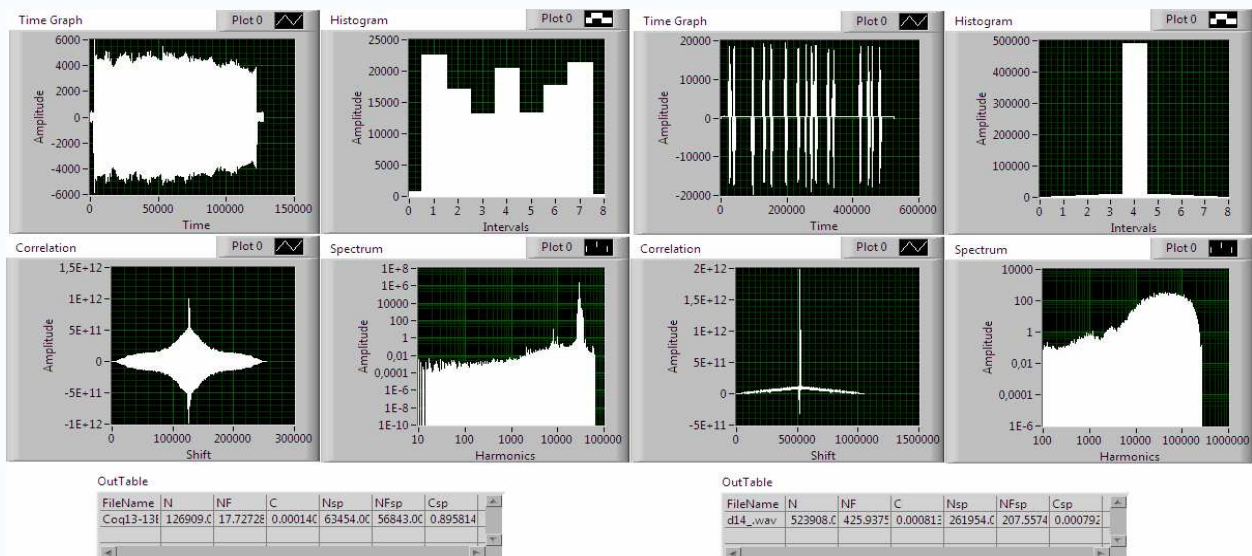 Time Graph Plot 0
6000
4000
2000
0
-2000
-4000
-6000
Amplitude
0 50000 100000 150000
Time
Histogram Plot 0
25000
20000
15000
10000
5000
0
Amplitude
0 1 2 3 4 5 6 7 8
Intervals
Time Graph Plot 0
20000
10000
0
-10000
-20000
Amplitude
0 200000 400000 600000
Time
Histogram Plot 0
500000
400000
300000
200000
100000
0
Amplitude
0 1 2 3 4 5 6 7 8
Intervals
Correlation Plot 0
1,5E+12
1E+12
5E+11
0
-5E+11
-1E+12
Amplitude
0 100000 200000 300000
Shift
Spectrum Plot 0
1E+8
1E+6
10000
100
1
0,01
0,0001
1E-6
1E-8
1E-10
Amplitude
10 100 1000 10000 100000
Harmonics
Correlation Plot 0
2E+12
1,5E+12
1E+12
5E+11
0
-5E+11
Amplitude
0 500000 1000000 1500000
Shift
Spectrum Plot 0
10000
100
1
0,01
0,0001
1E-6
Amplitude
100 1000 10000 100000 1000000
Harmonics
OutTable
FileName N NF C Nsp NFsp Csp
126909.0 17.72728 0.00014 63454.00 56843.00 0.895814
OutTable
FileName N NF C Nsp NFsp Csp
d14_.wav 523908.0 425.9375 0.000813 261954.0 207.5574 0.000792